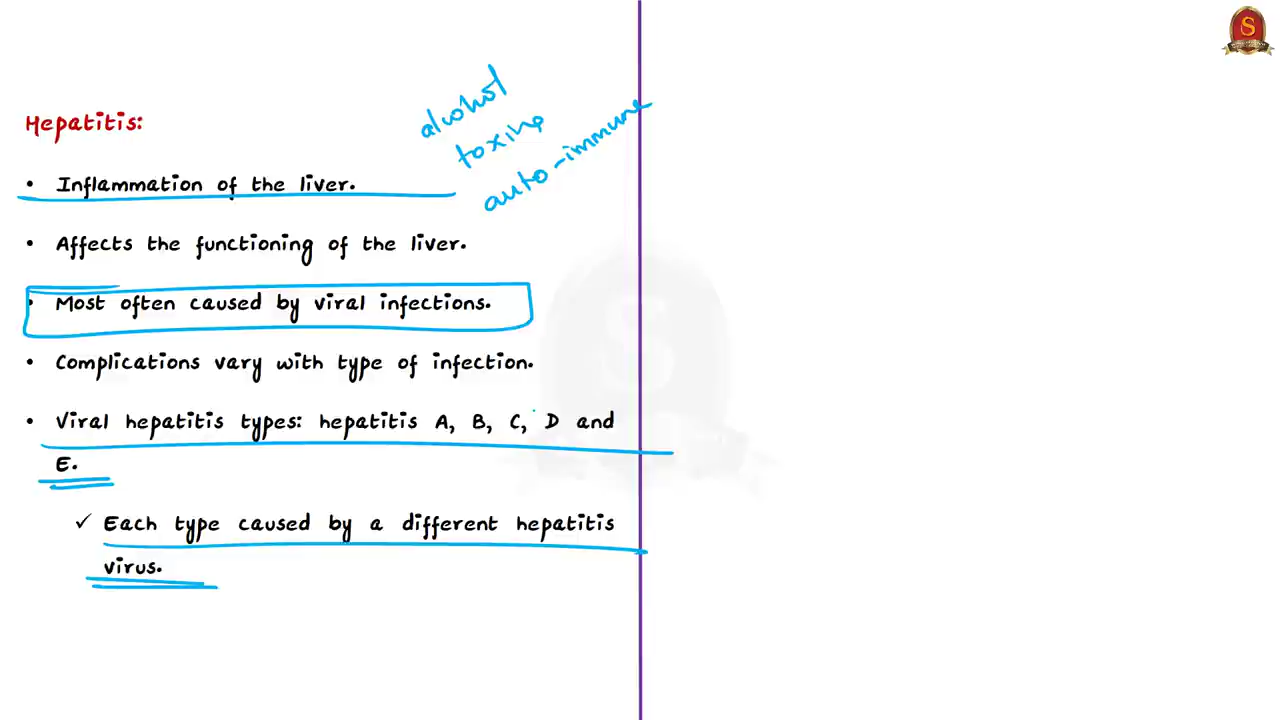 alcohol
toxins
auto-immune
Hepatitis:
• Inflammation of the liver.
• Affects the functioning of the liver.
• Most often caused by viral infections.
• Complications vary with type of infection.
• Viral hepatitis types: hepatitis A, B, C, D and
E.
✓ Each type caused by a different hepatitis
virus.
S